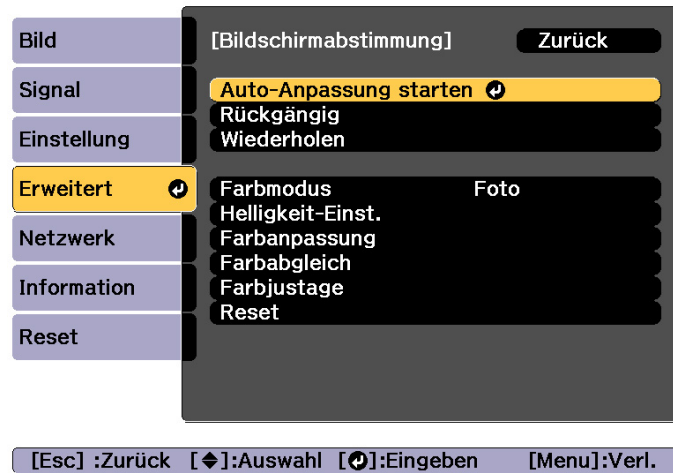 Bild
Signal
Einstellung
Erweitert
Netzwerk
Information
Reset
[Bildschirmabstimmung] Zurück
Auto-Anpassung starten
Rückgängig
Wiederholen
Farbmodus Foto
Helligkeit-Einst.
Farbanpassung
Farbabgleich
Farbjustage
Reset
[Esc] :Zurück [◆]:Auswahl [↵]:Eingeben [Menu]:Verl.